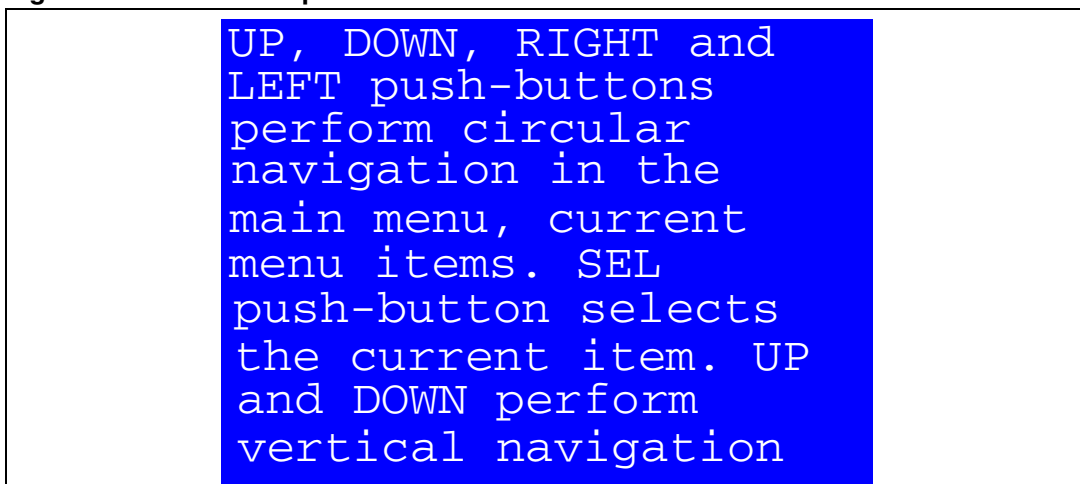 UP, DOWN, RIGHT and
LEFT push-buttons
perform circular
navigation in the
main menu, current
menu items. SEL
push-button selects
the current item. UP
and DOWN perform
vertical navigation